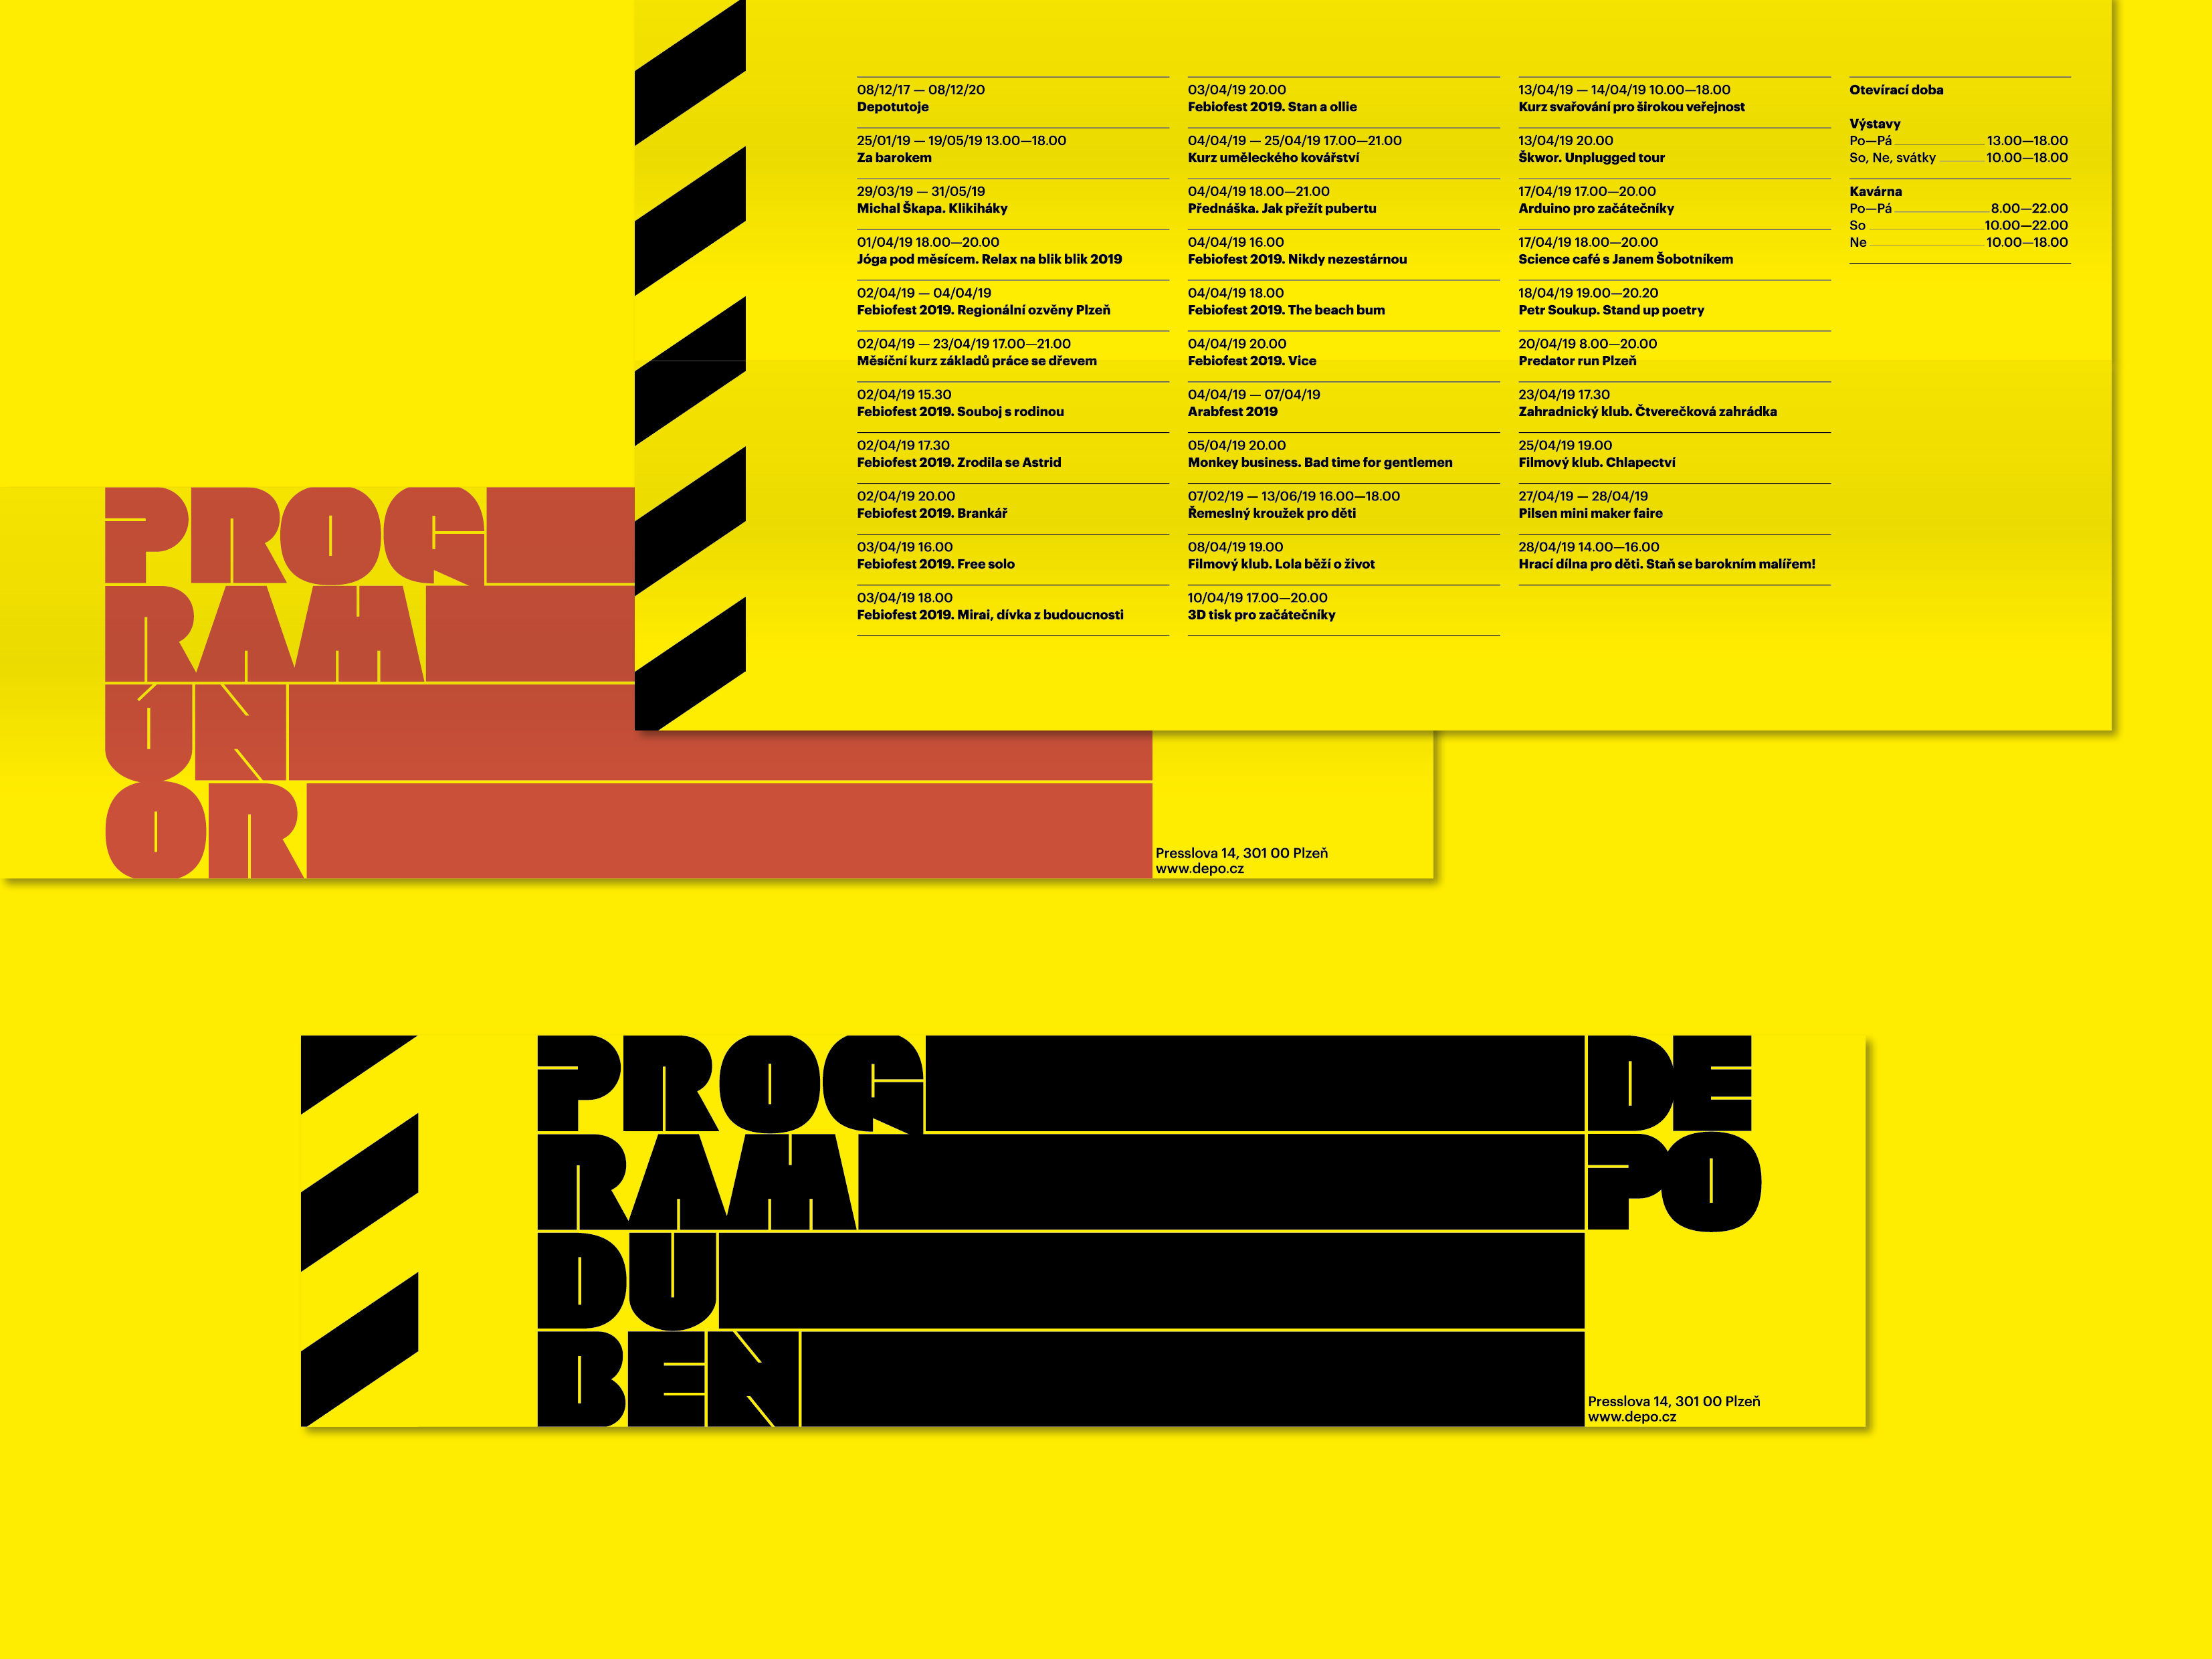 08/12/17 — 08/12/20
Depotutoje
25/01/19 — 19/05/19 13.00—18.00
Za barokem
29/03/19 — 31/05/19
Michal Škapa. Klikiháky
01/04/19 18.00—20.00
Jóga pod měsícem. Relax na blik blik 2019
02/04/19 — 04/04/19
Febiofest 2019. Regionální ozvěny Plzeň
02/04/19 — 23/04/19 17.00—21.00
Měsíční kurz základů práce se dřevem
02/04/19 15.30
Febiofest 2019. Souboj s rodinou
02/04/19 17.30
Febiofest 2019. Zrodila se Astrid
02/04/19 20.00
Febiofest 2019. Brankář
03/04/19 16.00
Febiofest 2019. Free solo
03/04/19 18.00
Febiofest 2019. Mirai, dívka z budoucnosti
03/04/19 20.00
Febiofest 2019. Stan a ollie
04/04/19 — 25/04/19 17.00—21.00
Kurz uměleckého kovářství
04/04/19 18.00—21.00
Přednáška. Jak přežít pubertu
04/04/19 16.00
Febiofest 2019. Nikdy nezestárnou
04/04/19 18.00
Febiofest 2019. The beach bum
04/04/19 20.00
Febiofest 2019. Vice
04/04/19 — 07/04/19
Arabfest 2019
05/04/19 20.00
Monkey business. Bad time for gentlemen
07/02/19 — 13/06/19 16.00—18.00
Řemeslný kroužek pro děti
08/04/19 19.00
Filmový klub. Lola běží o život
10/04/19 17.00—20.00
3D tisk pro začátečníky
13/04/19 — 14/04/19 10.00—18.00
Kurz svařování pro širokou veřejnost
13/04/19 20.00
Škwor. Unplugged tour
17/04/19 17.00—20.00
Arduino pro začátečníky
17/04/19 18.00—20.00
Science café s Janem Šobotníkem
18/04/19 19.00—20.20
Petr Soukup. Stand up poetry
20/04/19 8.00—20.00
Predator run Plzeň
23/04/19 17.30
Zahradnický klub. Čtverečková zahrádka
25/04/19 19.00
Filmový klub. Chlapectví
27/04/19 — 28/04/19
Pilsen mini maker faire
28/04/19 14.00—16.00
Hrací dílna pro děti. Staň se barokním malířem!
Otevírací doba
Výstavy
Po—Pá 13.00—18.00
So, Ne, svátky 10.00—18.00
Kavárna
Po—Pá 8.00—22.00
So 10.00—22.00
Ne 10.00—18.00
PROG
RAM
ÚN
OR
Presslova 14, 301 00 Plzeň
www.depo.cz
PROG
RAM
DU
BEN
DE
PO
Presslova 14, 301 00 Plzeň
www.depo.cz